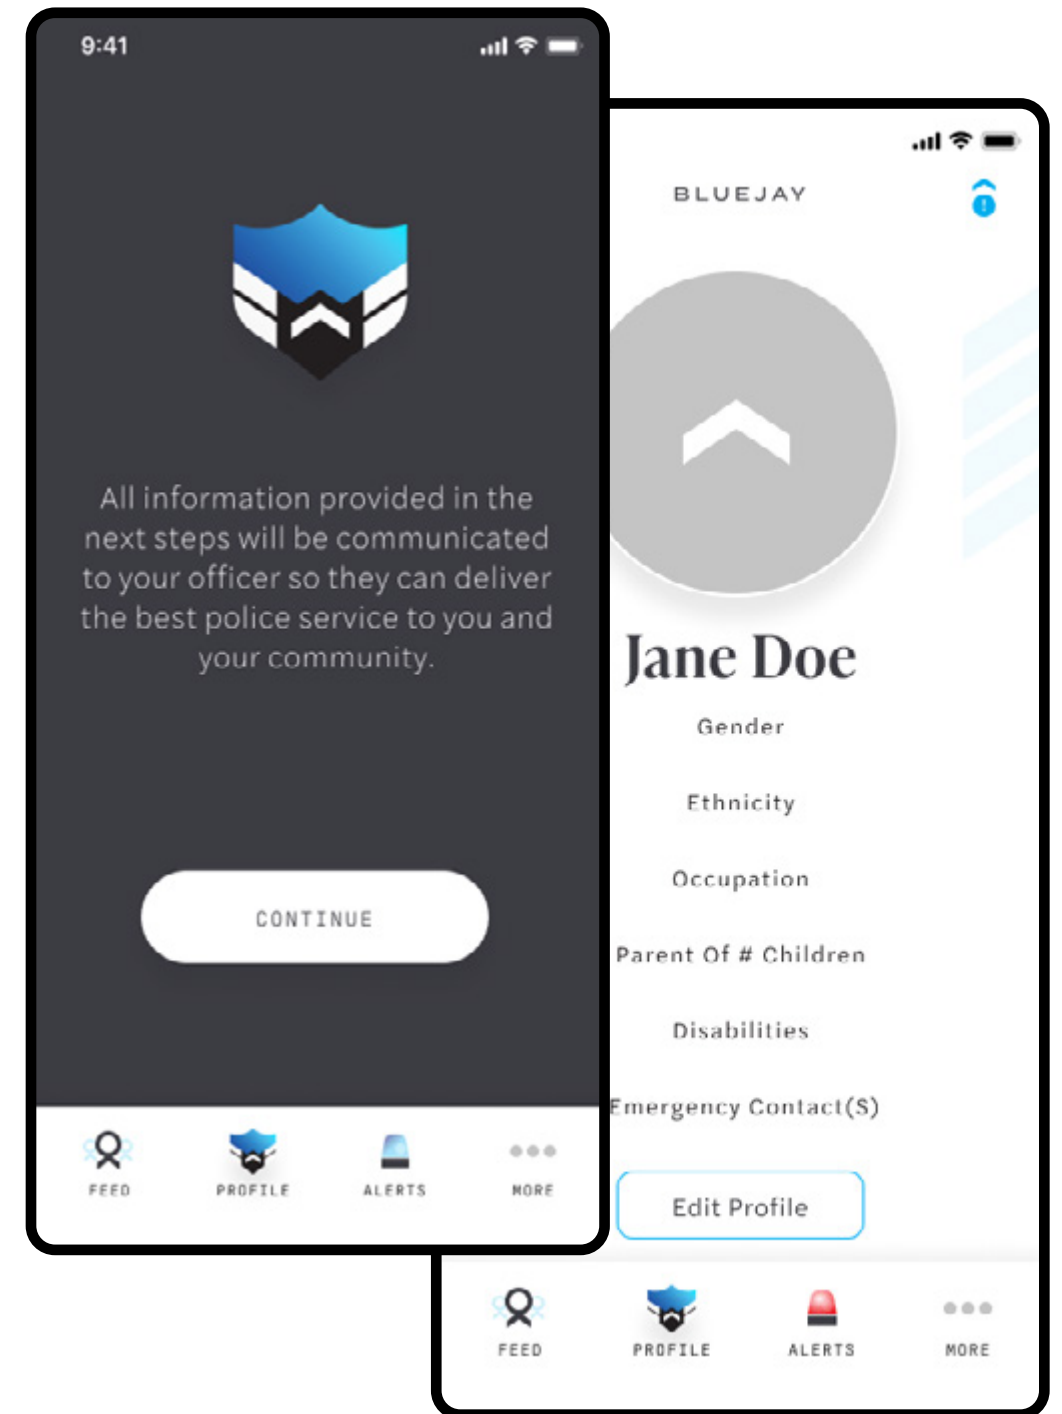 9:41
All information provided in the
next steps will be communicated
to your officer so they can deliver
the best police service to you and
your community.
CONTINUE
FEED
PROFILE
ALERTS
MORE
BLUEJAY
!
Jane Doe
Gender
Ethnicity
Occupation
Parent Of # Children
Disabilities
Emergency Contact(S)
Edit Profile
FEED
PROFILE
ALERTS
MORE